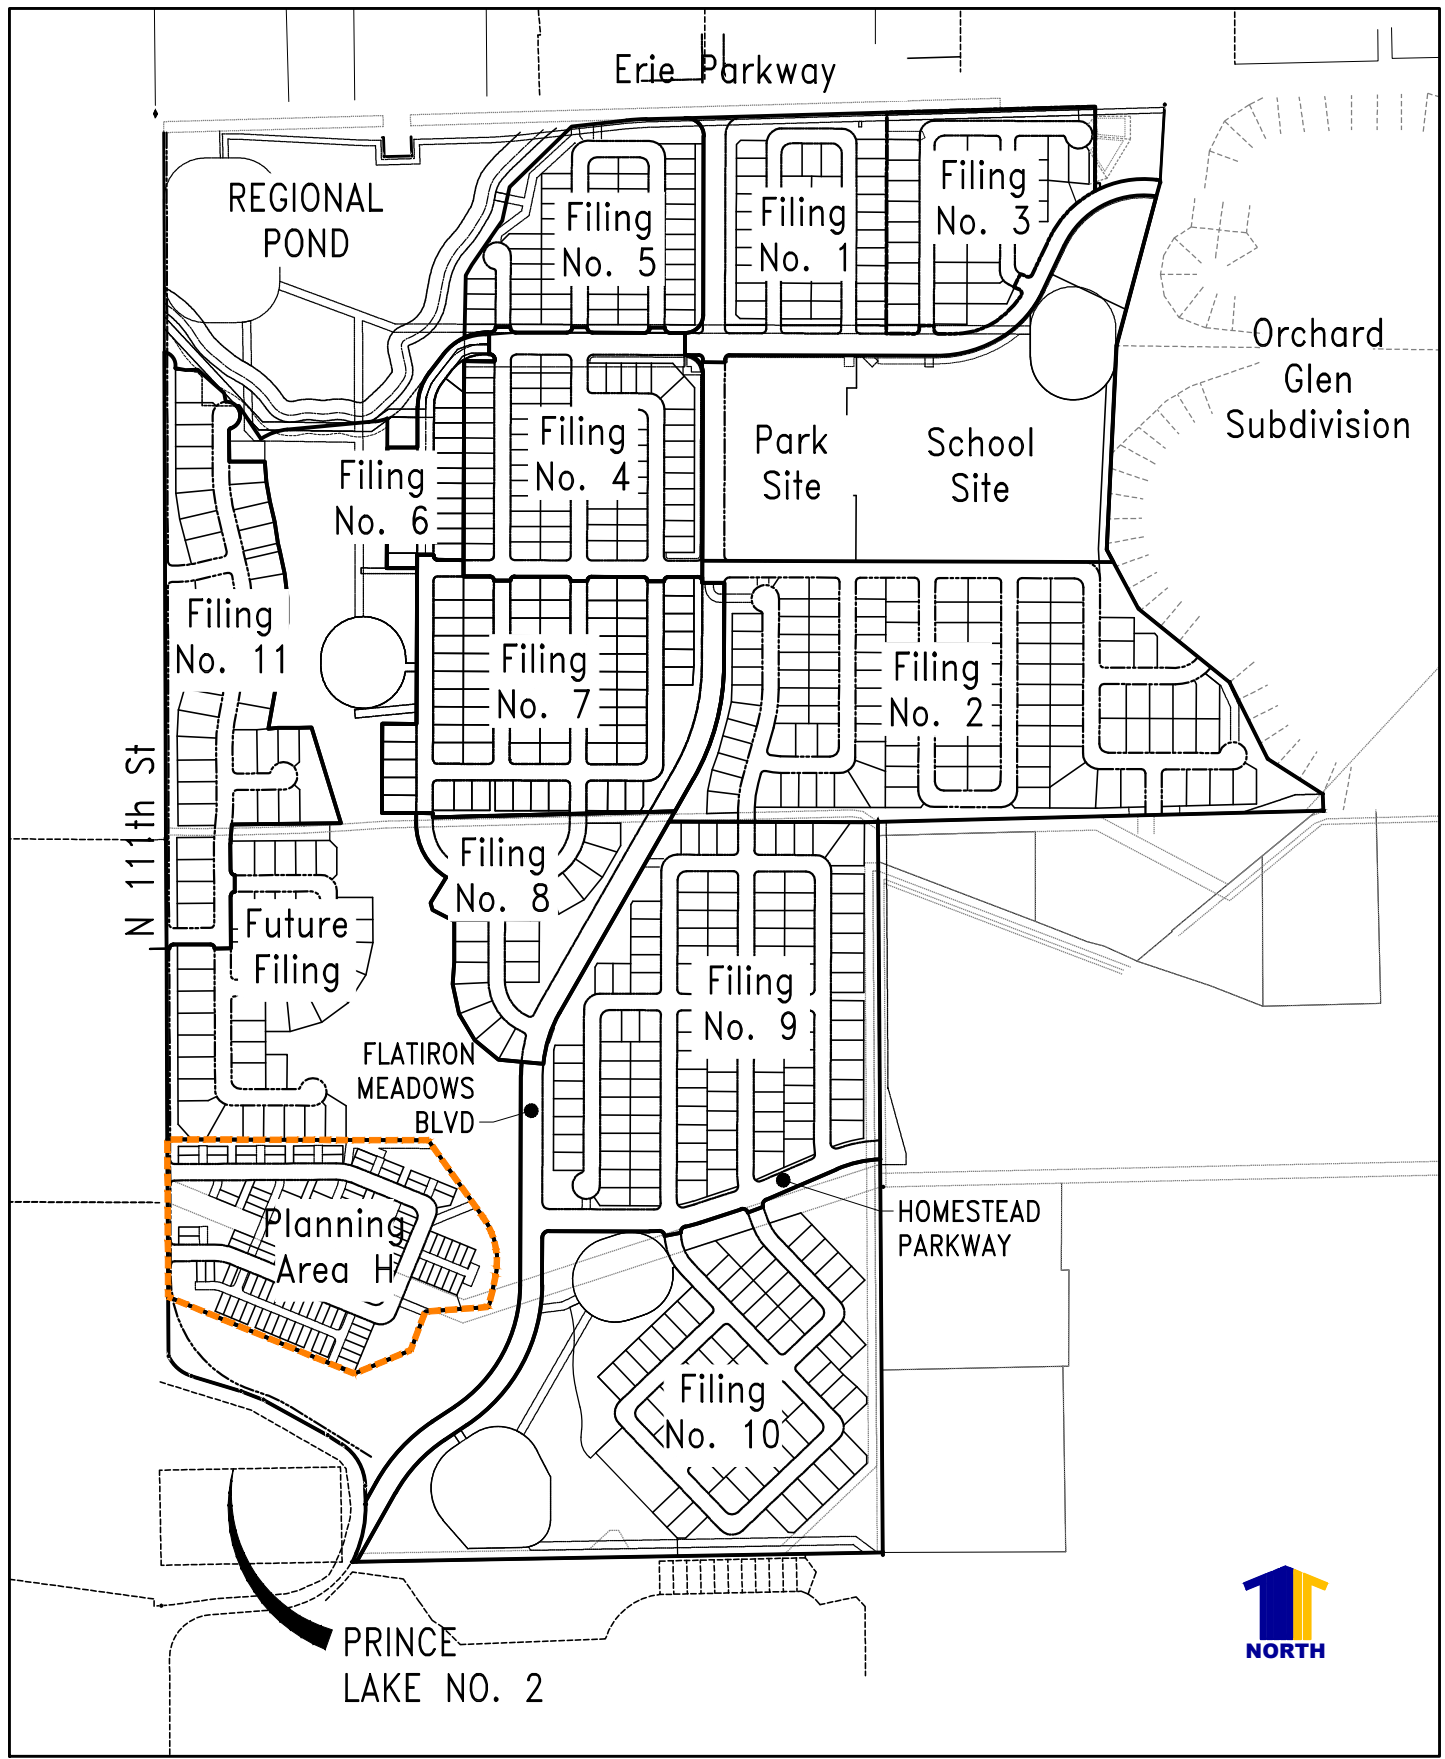 Erie Parkway
REGIONAL
POND
Filing
No. 5
Filing
No. 1
Filing
No. 3
Orchard
Glen
Subdivision
Filing
No. 4
Park
Site
School
Site
Filing
No. 6
Filing
No. 11
Filing
No. 7
Filing
No. 2
N 111th St
Filing
No. 8
Future
Filing
Filing
No. 9
FLATIRON
MEADOWS
BLVD
HOMESTEAD
PARKWAY
Planning
Area H
Filing
No. 10
NORTH
PRINCE
LAKE NO. 2